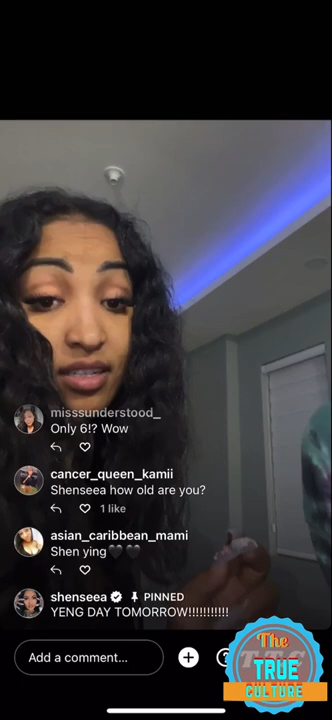 misssunderstood_
Only 6!? Wow
cancer_queen_kamii
Shenseea how old are you?
1 like
asian_caribbean_mami
Shen ying🖤🖤
shenseea PINNED
YENG DAY TOMORROW!!!!!!!!!!!
Add a comment...
The
TRUE
CULTURE